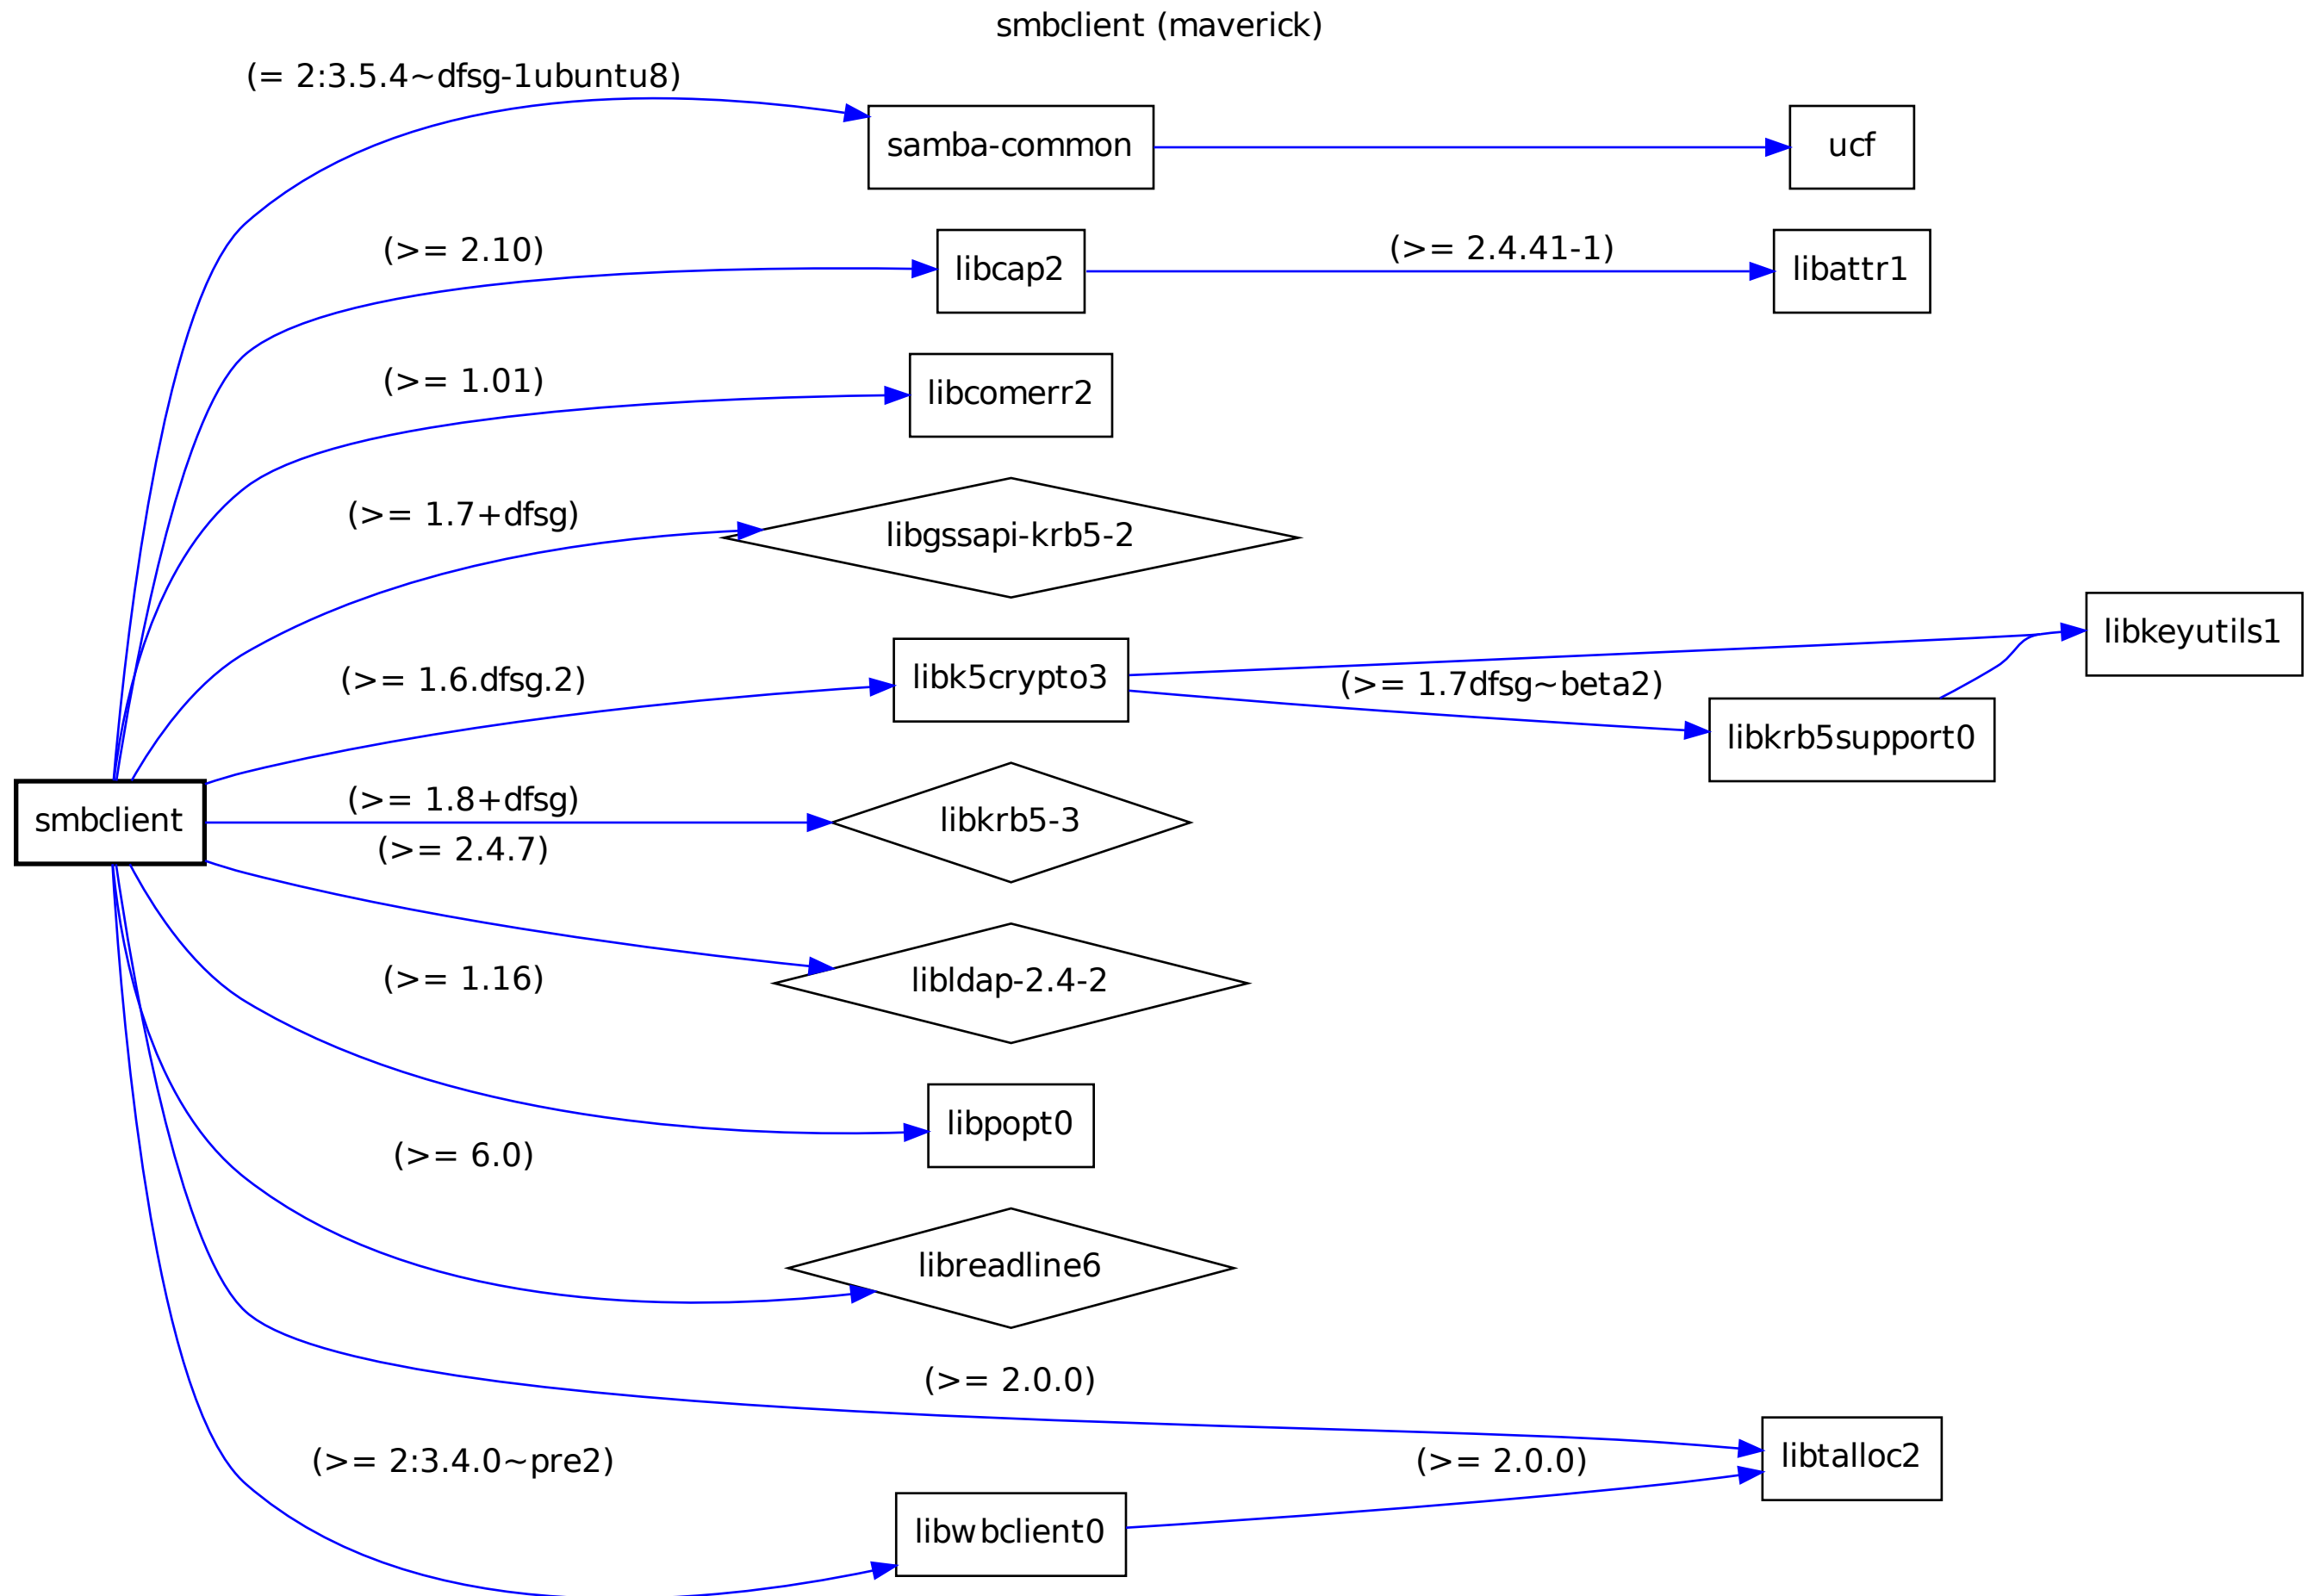 smbclient (maverick)
(= 2:3.5.4~dfsg-1ubuntu8)
samba-common
ucf
(>= 2.10)
libcap2
(>= 2.4.41-1)
libattr1
(>= 1.01)
libcomerr2
(>= 1.7+dfsg)
libgssapi-krb5-2
(>= 1.6.dfsg.2)
libk5crypto3
(>= 1.7dfsg~beta2)
libkeyutils1
libkrb5support0
smbclient
(>= 1.8+dfsg)
libkrb5-3
(>= 2.4.7)
libldap-2.4-2
(>= 1.16)
libpopt0
(>= 6.0)
libreadline6
(>= 2.0.0)
libtalloc2
(>= 2:3.4.0~pre2)
(>= 2.0.0)
libwbclient0